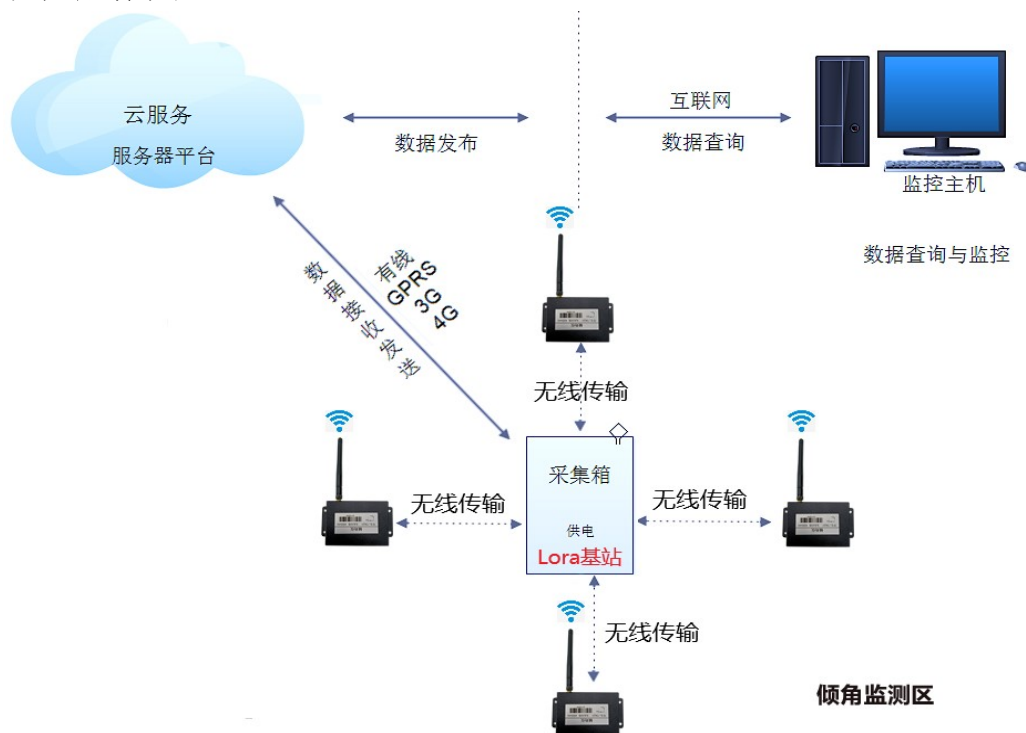 云服务
服务器平台
数据发布
互联网
数据查询
监控主机
数据查询与监控
数据接收发送
有线
GPRS
3G
4G
无线传输
无线传输
采集箱
供电
Lora基站
无线传输
无线传输
倾角监测区